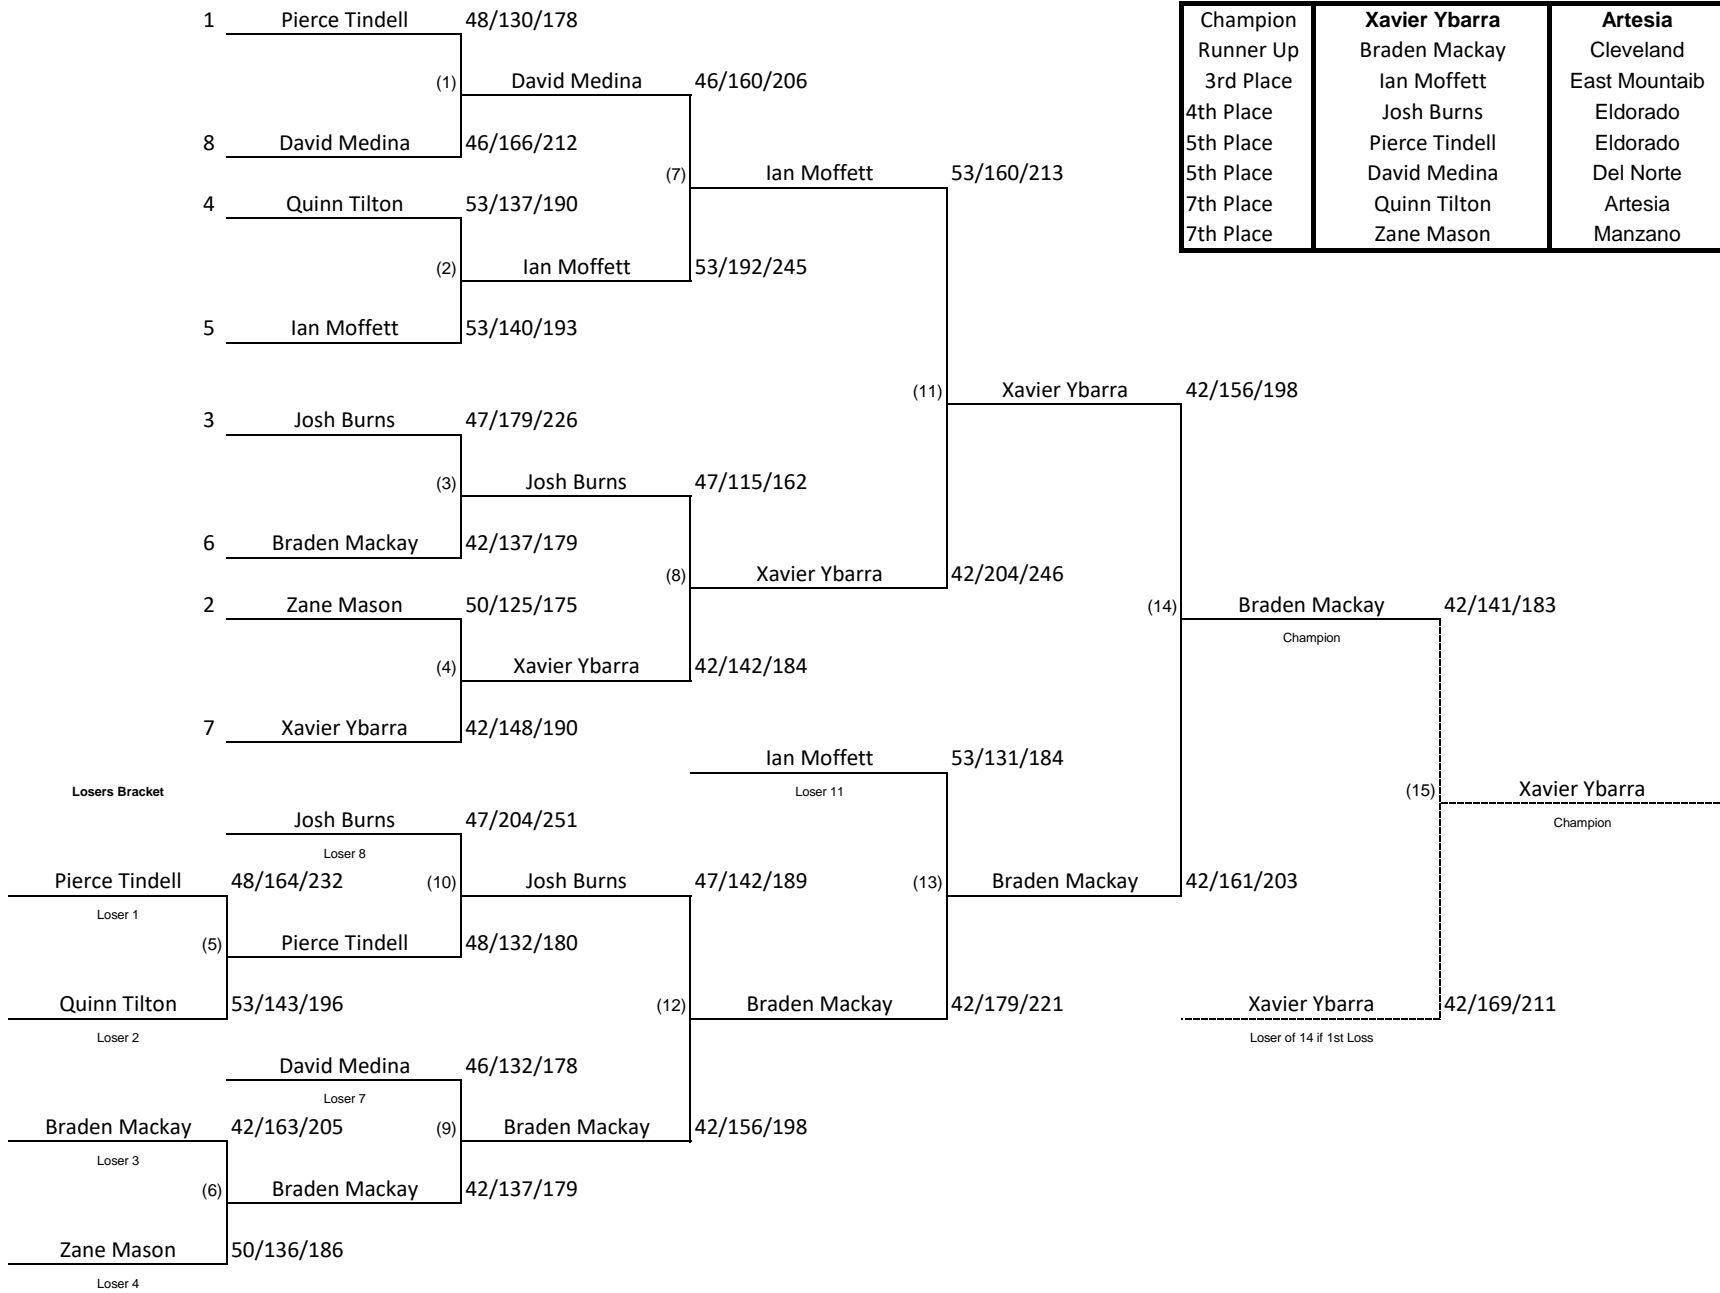 1 Pierce Tindell 48/130/178
Champion Xavier Ybarra Artesia
Runner Up Braden Mackay Cleveland
(1) David Medina 46/160/206
3rd Place Ian Moffett East Mountaib
4th Place Josh Burns Eldorado
8 David Medina 46/166/212
5th Place Pierce Tindell Eldorado
(7) Ian Moffett 53/160/213
5th Place David Medina Del Norte
4 Quinn Tilton 53/137/190
7th Place Quinn Tilton Artesia
7th Place Zane Mason Manzano
(2) Ian Moffett 53/192/245
5 Ian Moffett 53/140/193
(11) Xavier Ybarra 42/156/198
3 Josh Burns 47/179/226
(3) Josh Burns 47/115/162
6 Braden Mackay 42/137/179
(8) Xavier Ybarra 42/204/246
2 Zane Mason 50/125/175
(14) Braden Mackay 42/141/183
Champion
(4) Xavier Ybarra 42/142/184
7 Xavier Ybarra 42/148/190
Ian Moffett 53/131/184
Losers Bracket
Loser 11
(15) Xavier Ybarra
Champion
Josh Burns 47/204/251
Loser 8
Pierce Tindell 48/164/232
(10) Josh Burns 47/142/189
(13) Braden Mackay 42/161/203
Loser 1
(5) Pierce Tindell 48/132/180
Quinn Tilton 53/143/196
(12) Braden Mackay 42/179/221
Xavier Ybarra 42/169/211
Loser 2
Loser of 14 if 1st Loss
David Medina 46/132/178
Loser 7
Braden Mackay 42/163/205
(9) Braden Mackay 42/156/198
Loser 3
(6) Braden Mackay 42/137/179
Zane Mason 50/136/186
Loser 4